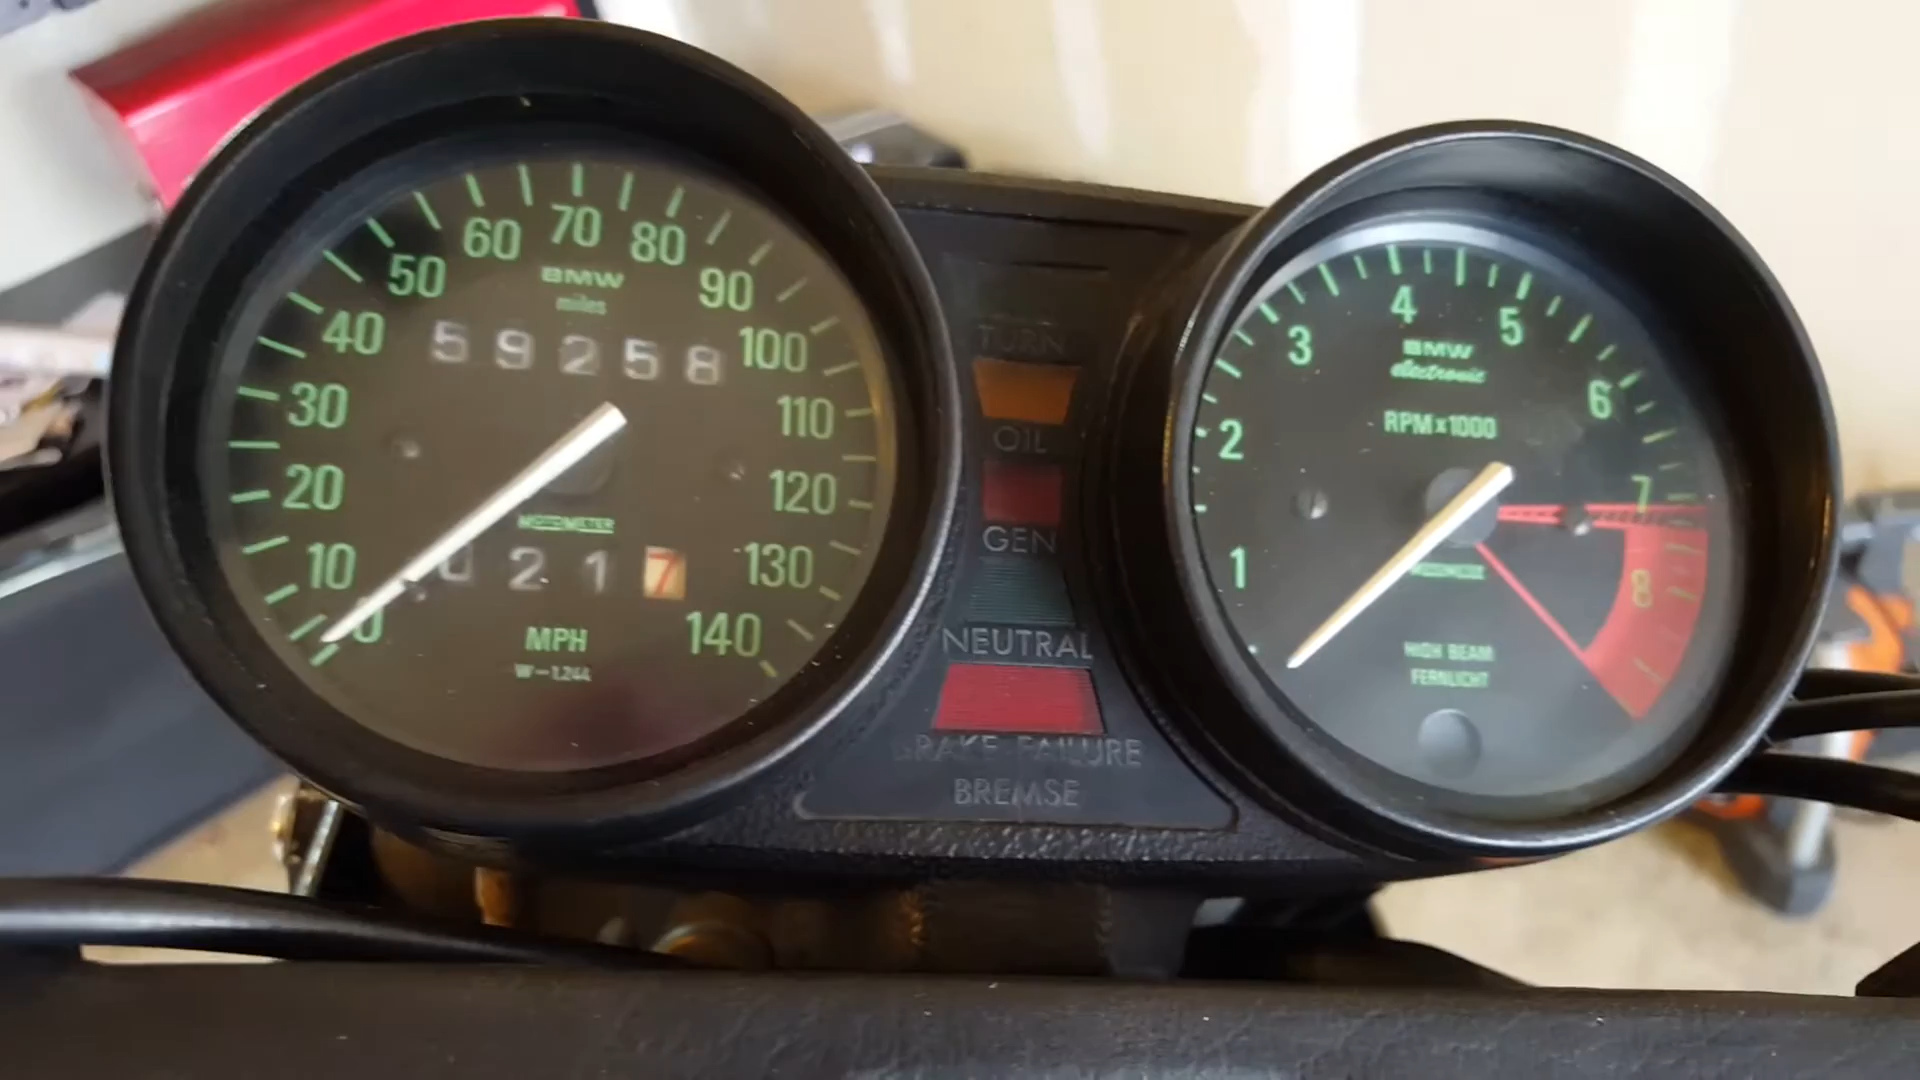 10
20
30
40
50
60
70
80
90
100
110
120
130
140
BMW
miles
59258
MOTOMETER
0217
0
MPH
W-1.244
TURN
OIL
GEN
NEUTRAL
BRAKE FAILURE
BREMSE
1
2
3
4
5
6
7
8
BMW
electronic
RPM x 1000
HIGH BEAM
FERNLICHT